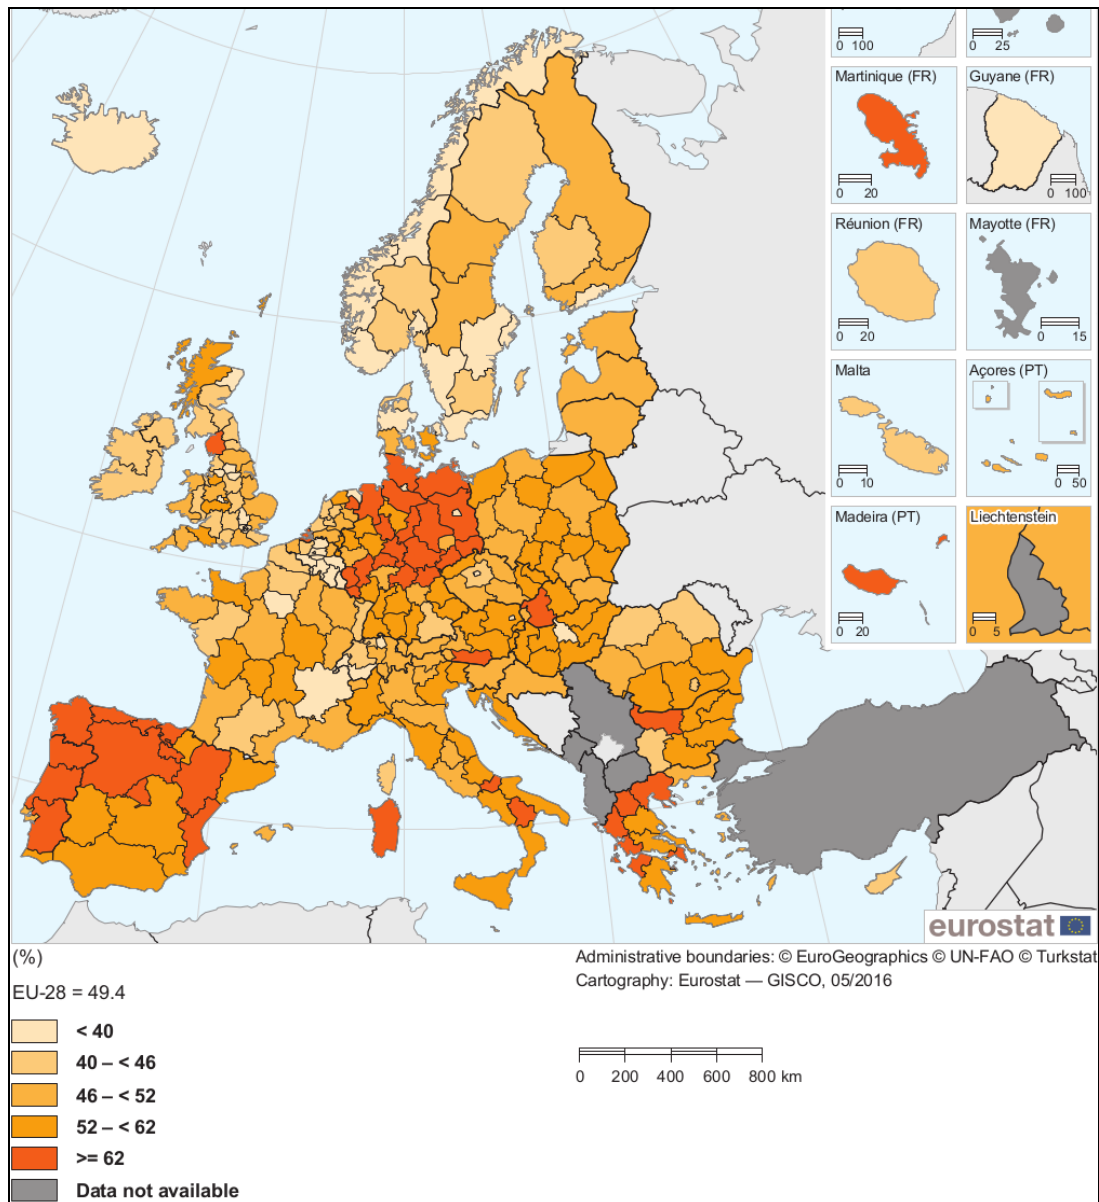 0 100
0 25
Martinique (FR)
0 20
Guyane (FR)
0 100
Réunion (FR)
0 20
Mayotte (FR)
0 15
Malta
0 10
Açores (PT)
0 50
Madeira (PT)
0 20
Liechtenstein
0 5
eurostat
(%)
Administrative boundaries: © EuroGeographics © UN-FAO © Turkstat
Cartography: Eurostat — GISCO, 05/2016
EU-28 = 49.4
< 40
40 – < 46
46 – < 52
52 – < 62
>= 62
Data not available
0 200 400 600 800 km